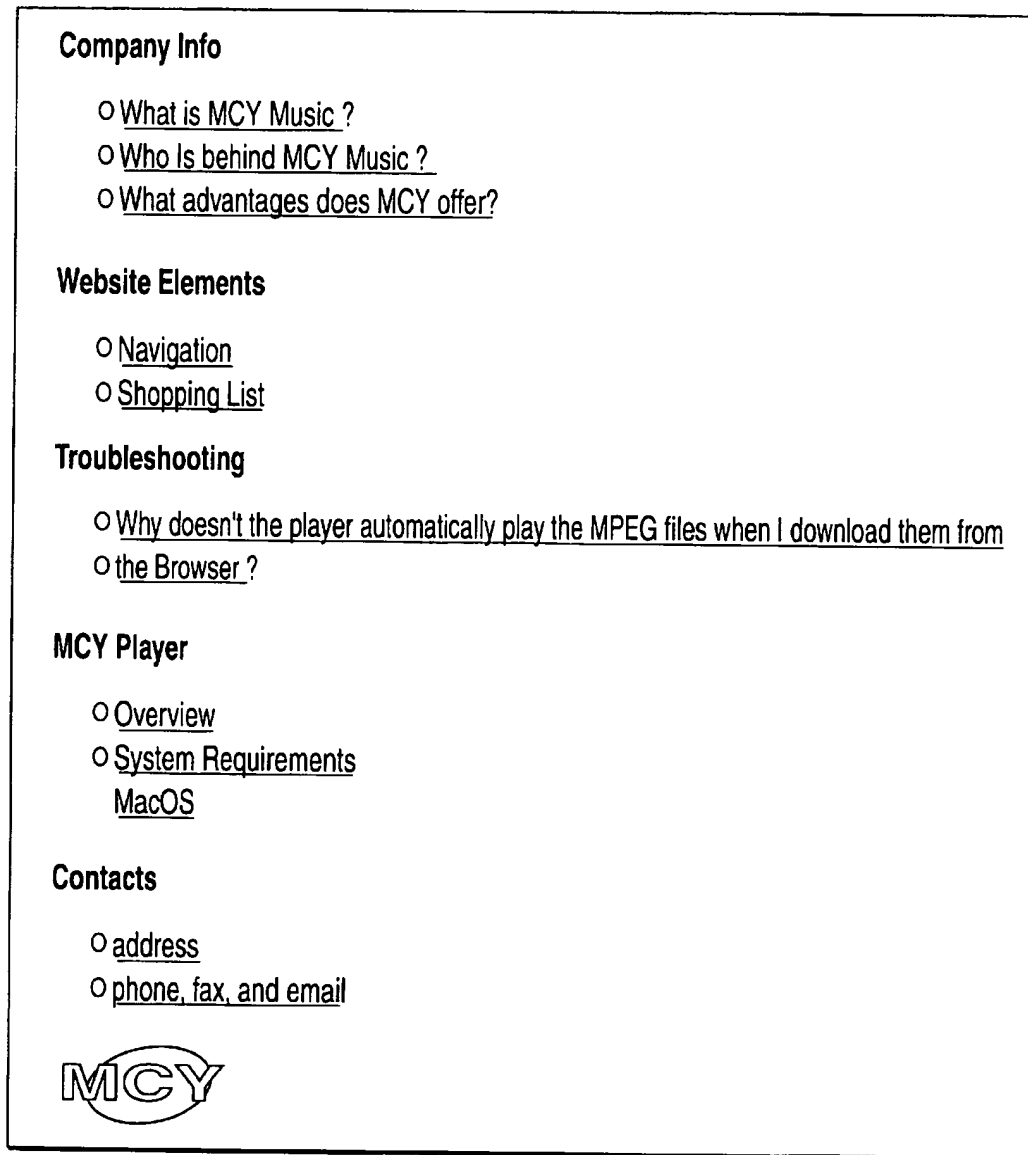 Company Info
O What is MCY Music ?
O Who Is behind MCY Music ?
O What advantages does MCY offer?
Website Elements
O Navigation
O Shopping List
Troubleshooting
O Why doesn't the player automatically play the MPEG files when I download them from
O the Browser ?
MCY Player
O Overview
O System Requirements
MacOS
Contacts
O address
O phone, fax, and email
MCY